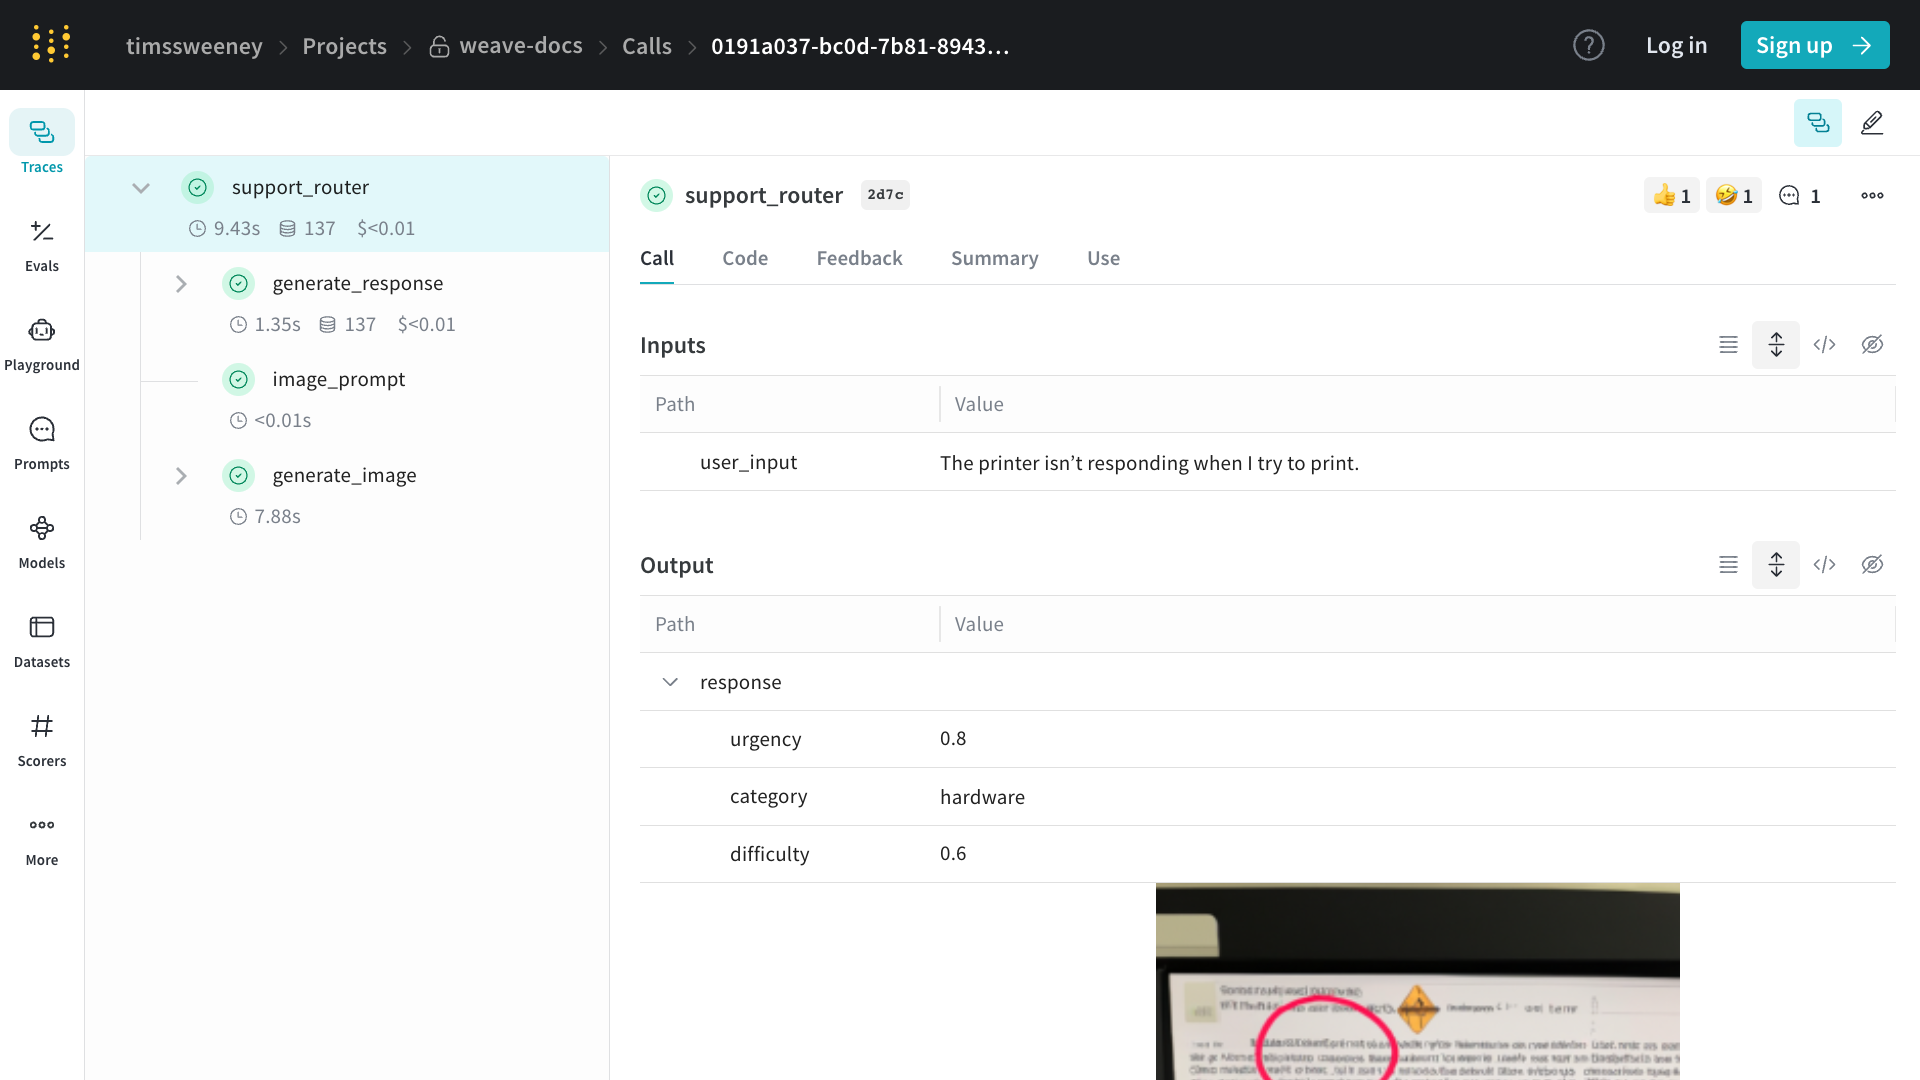 timssweeney > Projects > weave-docs > Calls > 0191a037-bc0d-7b81-8943...
? Log in Sign up →
Traces
Evals
Playground
Prompts
Models
Datasets
Scorers
More
support_router
9.43s 137 $<0.01
generate_response
1.35s 137 $<0.01
image_prompt
<0.01s
generate_image
7.88s
support_router 2d7c
1 1 1
Call Code Feedback Summary Use
Inputs
Path Value
user_input The printer isn’t responding when I try to print.
Output
Path Value
response
urgency 0.8
category hardware
difficulty 0.6